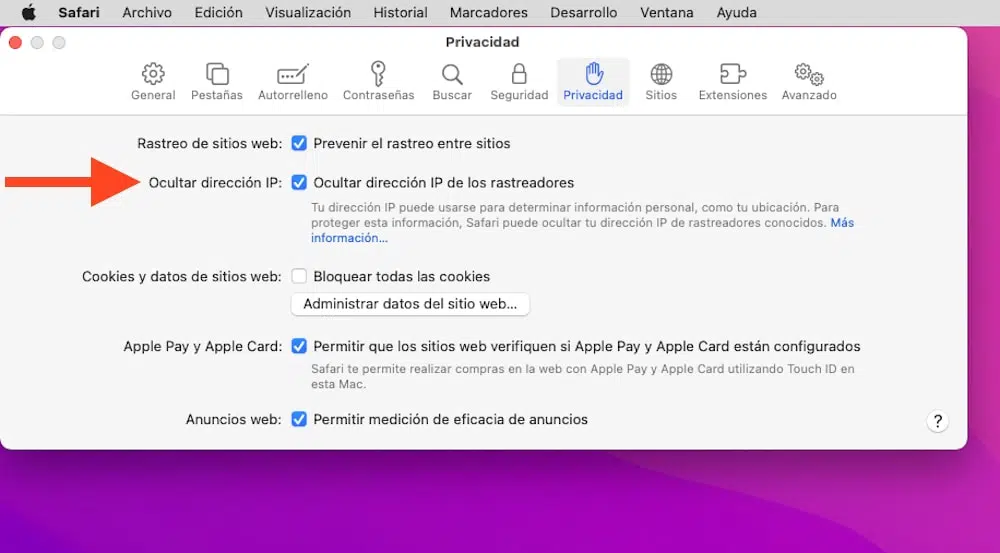 Safari Archivo Edición Visualización Historial Marcadores Desarrollo Ventana Ayuda
Privacidad
General Pestañas Autorrelleno Contraseñas Buscar Seguridad Privacidad Sitios Extensiones Avanzado
Rastreo de sitios web: Prevenir el rastreo entre sitios
Ocultar dirección IP: Ocultar dirección IP de los rastreadores
Tu dirección IP puede usarse para determinar información personal, como tu ubicación. Para
proteger esta información, Safari puede ocultar tu dirección IP de rastreadores conocidos. Más
información...
Cookies y datos de sitios web: Bloquear todas las cookies
Administrar datos del sitio web...
Apple Pay y Apple Card: Permitir que los sitios web verifiquen si Apple Pay y Apple Card están configurados
Safari te permite realizar compras en la web con Apple Pay y Apple Card utilizando Touch ID en
esta Mac.
Anuncios web: Permitir medición de eficacia de anuncios
?